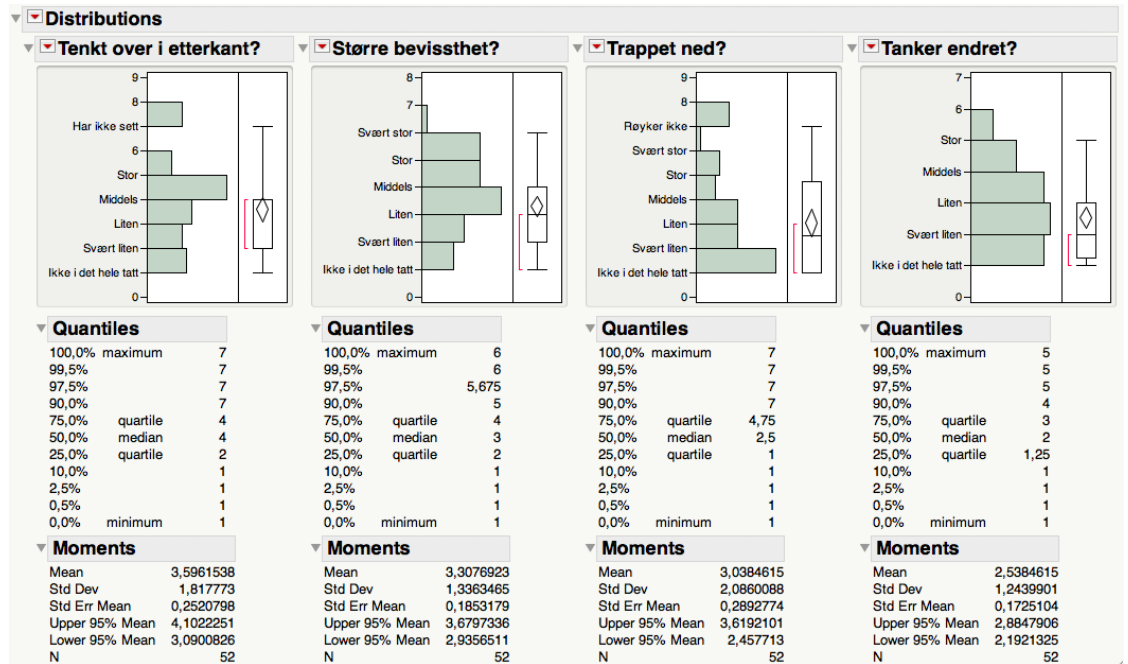 Distributions
Tenkt over i etterkant?
9
8
Har ikke sett
6
Stor
Middels
Liten
Svært liten
Ikke i det hele tatt
0
Quantiles
100,0% maximum 7
99,5% 7
97,5% 7
90,0% 7
75,0% quartile 4
50,0% median 4
25,0% quartile 2
10,0% 1
2,5% 1
0,5% 1
0,0% minimum 1
Moments
Mean 3,5961538
Std Dev 1,817773
Std Err Mean 0,2520798
Upper 95% Mean 4,1022251
Lower 95% Mean 3,0900826
N 52
Større bevissthet?
8
7
Svært stor
Stor
Middels
Liten
Svært liten
Ikke i det hele tatt
0
Quantiles
100,0% maximum 6
99,5% 6
97,5% 5,675
90,0% 5
75,0% quartile 4
50,0% median 3
25,0% quartile 2
10,0% 1
2,5% 1
0,5% 1
0,0% minimum 1
Moments
Mean 3,3076923
Std Dev 1,3363465
Std Err Mean 0,1853179
Upper 95% Mean 3,6797336
Lower 95% Mean 2,9356511
N 52
Trappet ned?
9
8
Røyker ikke
Svært stor
Stor
Middels
Liten
Svært liten
Ikke i det hele tatt
0
Quantiles
100,0% maximum 7
99,5% 7
97,5% 7
90,0% 7
75,0% quartile 4,75
50,0% median 2,5
25,0% quartile 1
10,0% 1
2,5% 1
0,5% 1
0,0% minimum 1
Moments
Mean 3,0384615
Std Dev 2,0860088
Std Err Mean 0,2892774
Upper 95% Mean 3,6192101
Lower 95% Mean 2,457713
N 52
Tanker endret?
7
6
Stor
Middels
Liten
Svært liten
Ikke i det hele tatt
0
Quantiles
100,0% maximum 5
99,5% 5
97,5% 5
90,0% 4
75,0% quartile 3
50,0% median 2
25,0% quartile 1,25
10,0% 1
2,5% 1
0,5% 1
0,0% minimum 1
Moments
Mean 2,5384615
Std Dev 1,2439901
Std Err Mean 0,1725104
Upper 95% Mean 2,8847906
Lower 95% Mean 2,1921325
N 52